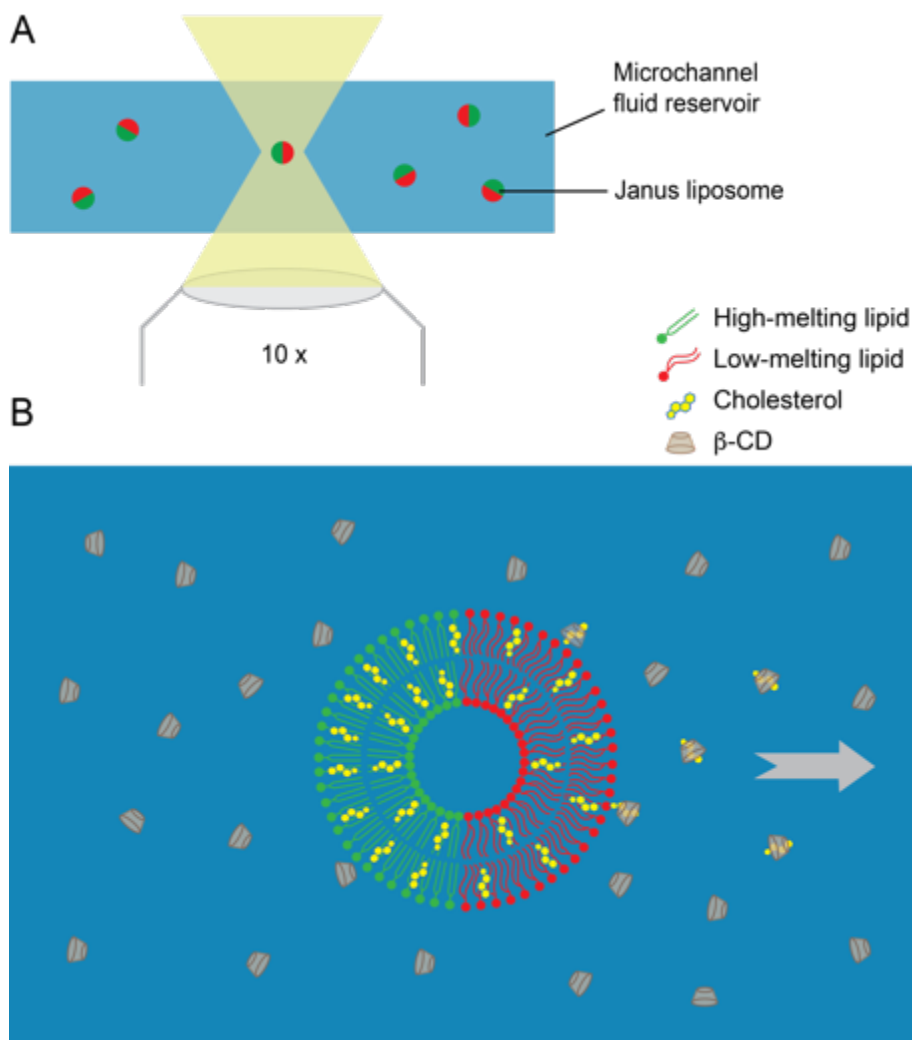 A
Microchannel
fluid reservoir
Janus liposome
10 x
High-melting lipid
Low-melting lipid
Cholesterol
β-CD
B